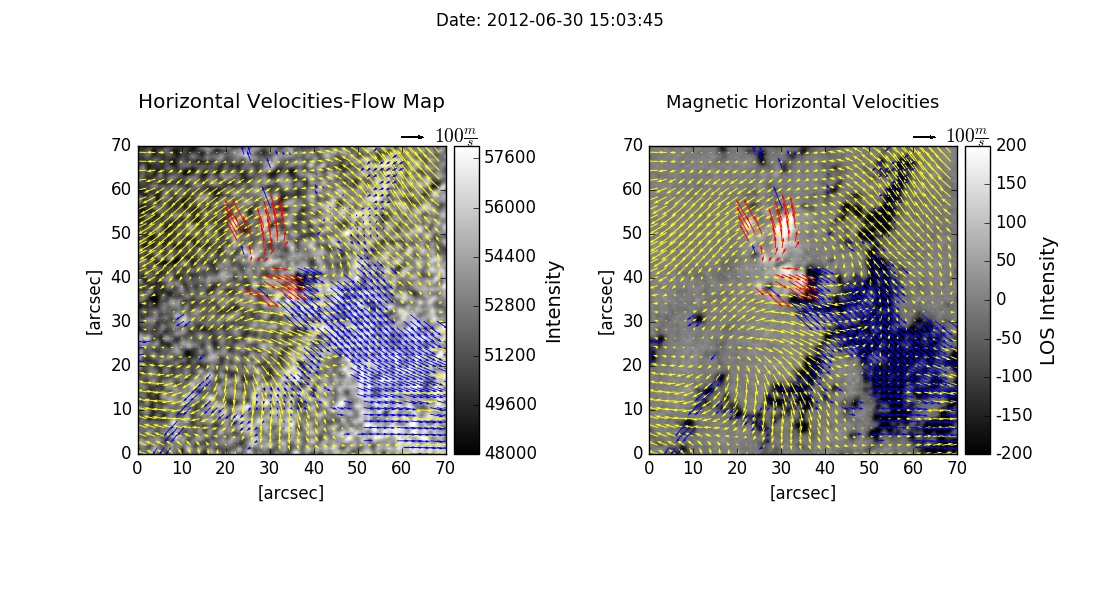 Date: 2012-06-30 15:03:45
Horizontal Velocities-Flow Map
Magnetic Horizontal Velocities
100 m/s
100 m/s
70
60
50
40
30
20
10
0
[arcsec]
0 10 20 30 40 50 60 70
[arcsec]
57600
56000
54400
52800
51200
49600
48000
Intensity
70
60
50
40
30
20
10
0
[arcsec]
0 10 20 30 40 50 60 70
[arcsec]
200
150
100
50
0
-50
-100
-150
-200
LOS Intensity